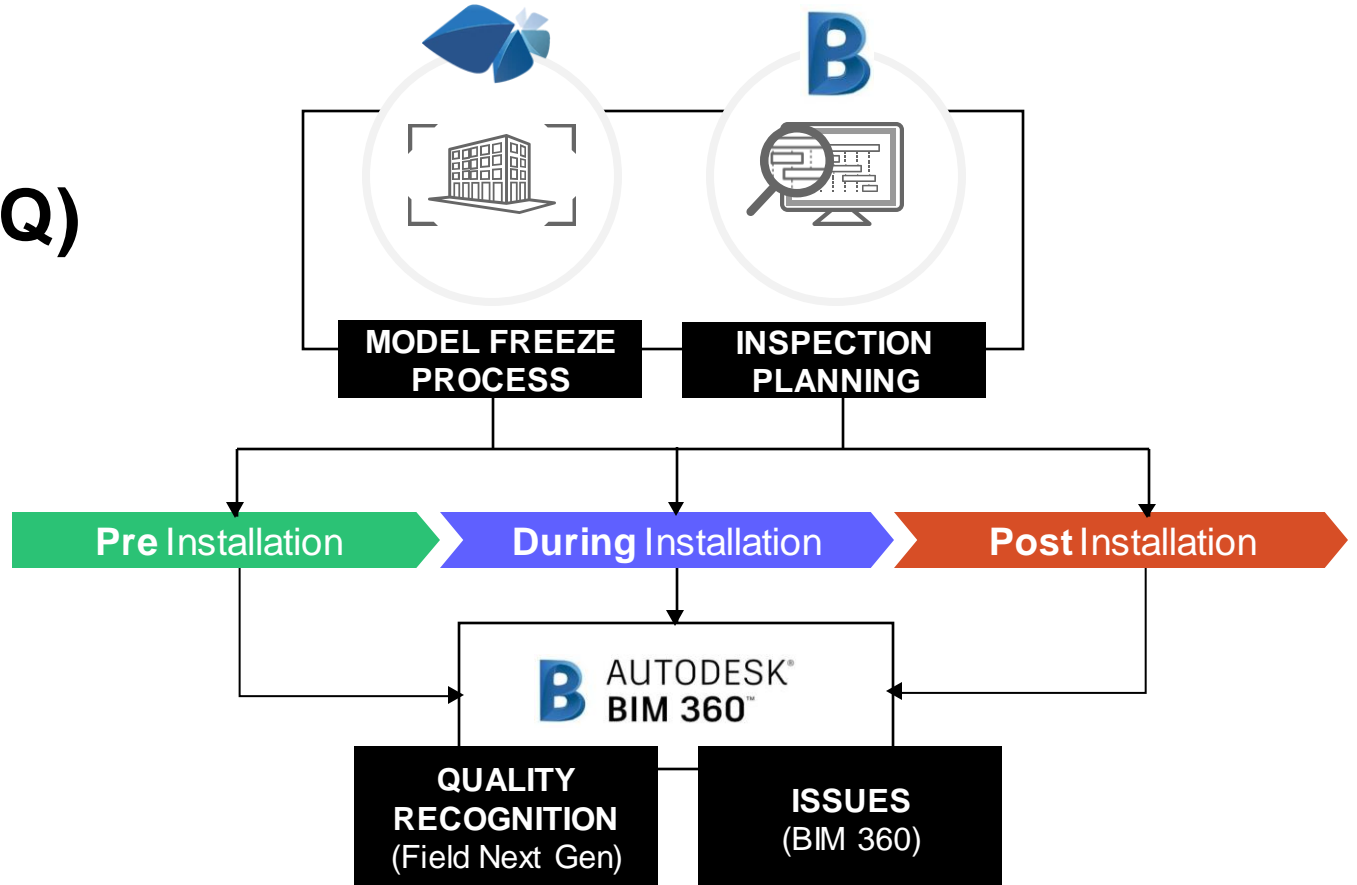 Q)
MODEL FREEZE
PROCESS
INSPECTION
PLANNING
Pre Installation
During Installation
Post Installation
B AUTODESK®
BIM 360™
QUALITY
RECOGNITION
(Field Next Gen)
ISSUES
(BIM 360)